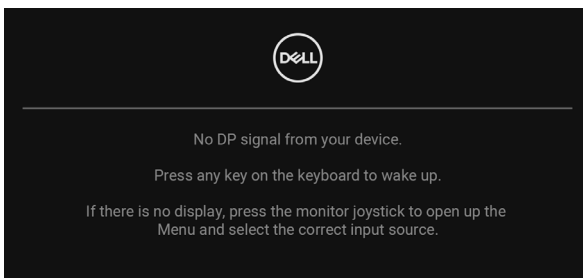 DELL
No DP signal from your device.
Press any key on the keyboard to wake up.
If there is no display, press the monitor joystick to open up the
Menu and select the correct input source.